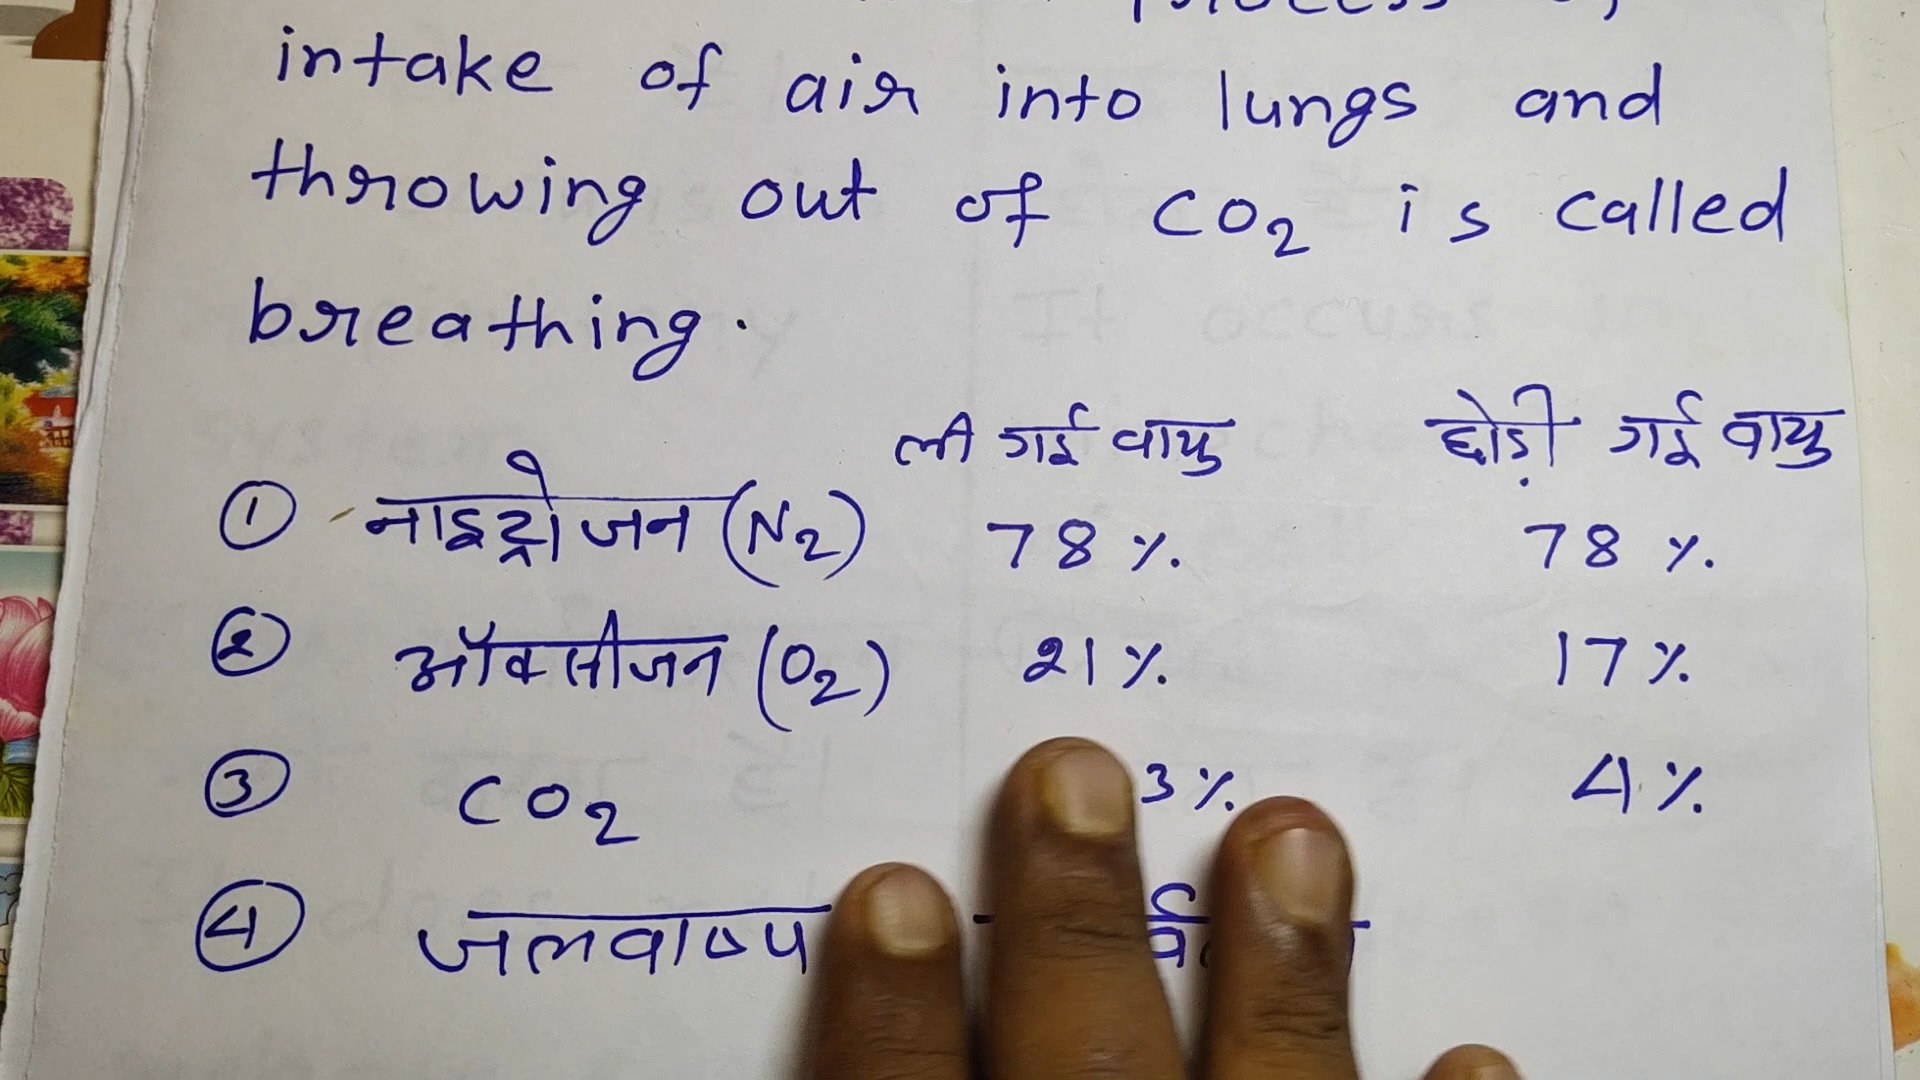 process
intake of air into lungs and
throwing out of CO2 is called
breathing.
ली गई वायु छोड़ी गई वायु
① नाइट्रोजन (N2) 78 % 78 %
② ऑक्सीजन (O2) 21 % 17 %
③ CO2 3 % 4 %
④ जलवाष्प